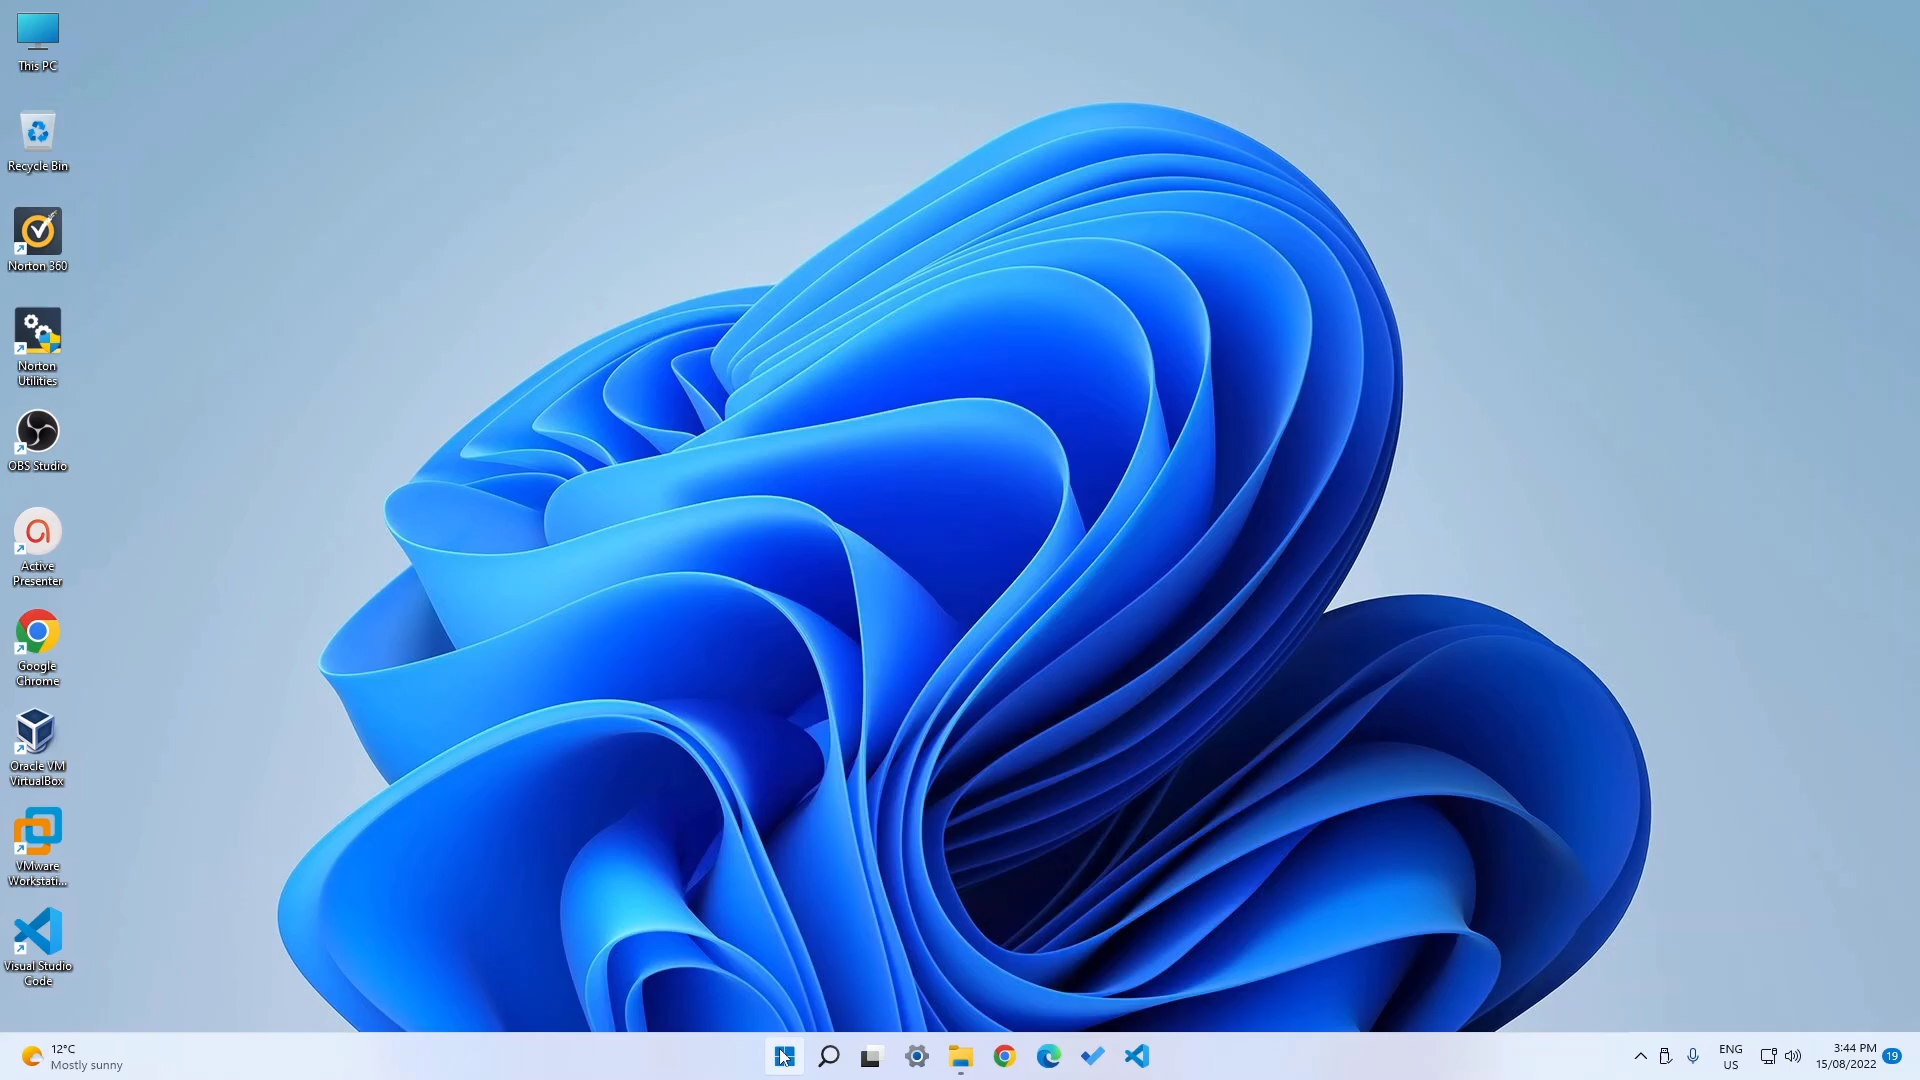 This PC
Recycle Bin
Norton 360
Norton
Utilities
OBS Studio
Active
Presenter
Google
Chrome
Oracle VM
VirtualBox
VMware
Workstati...
Visual Studio
Code
12°C
Mostly sunny
ENG
US
3:44 PM
15/08/2022
19